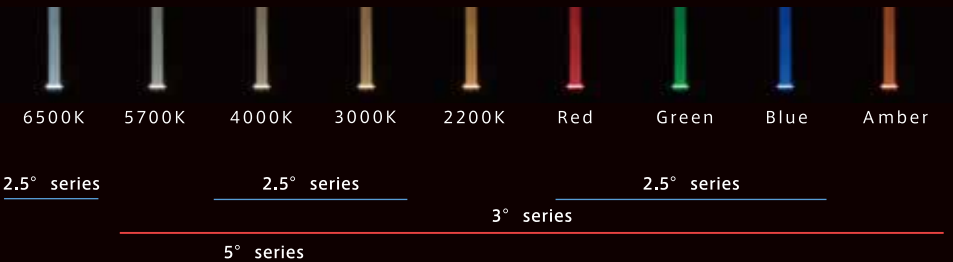 6500K 5700K 4000K 3000K 2200K Red Green Blue Amber
2.5° series 2.5° series 2.5° series
3° series
5° series